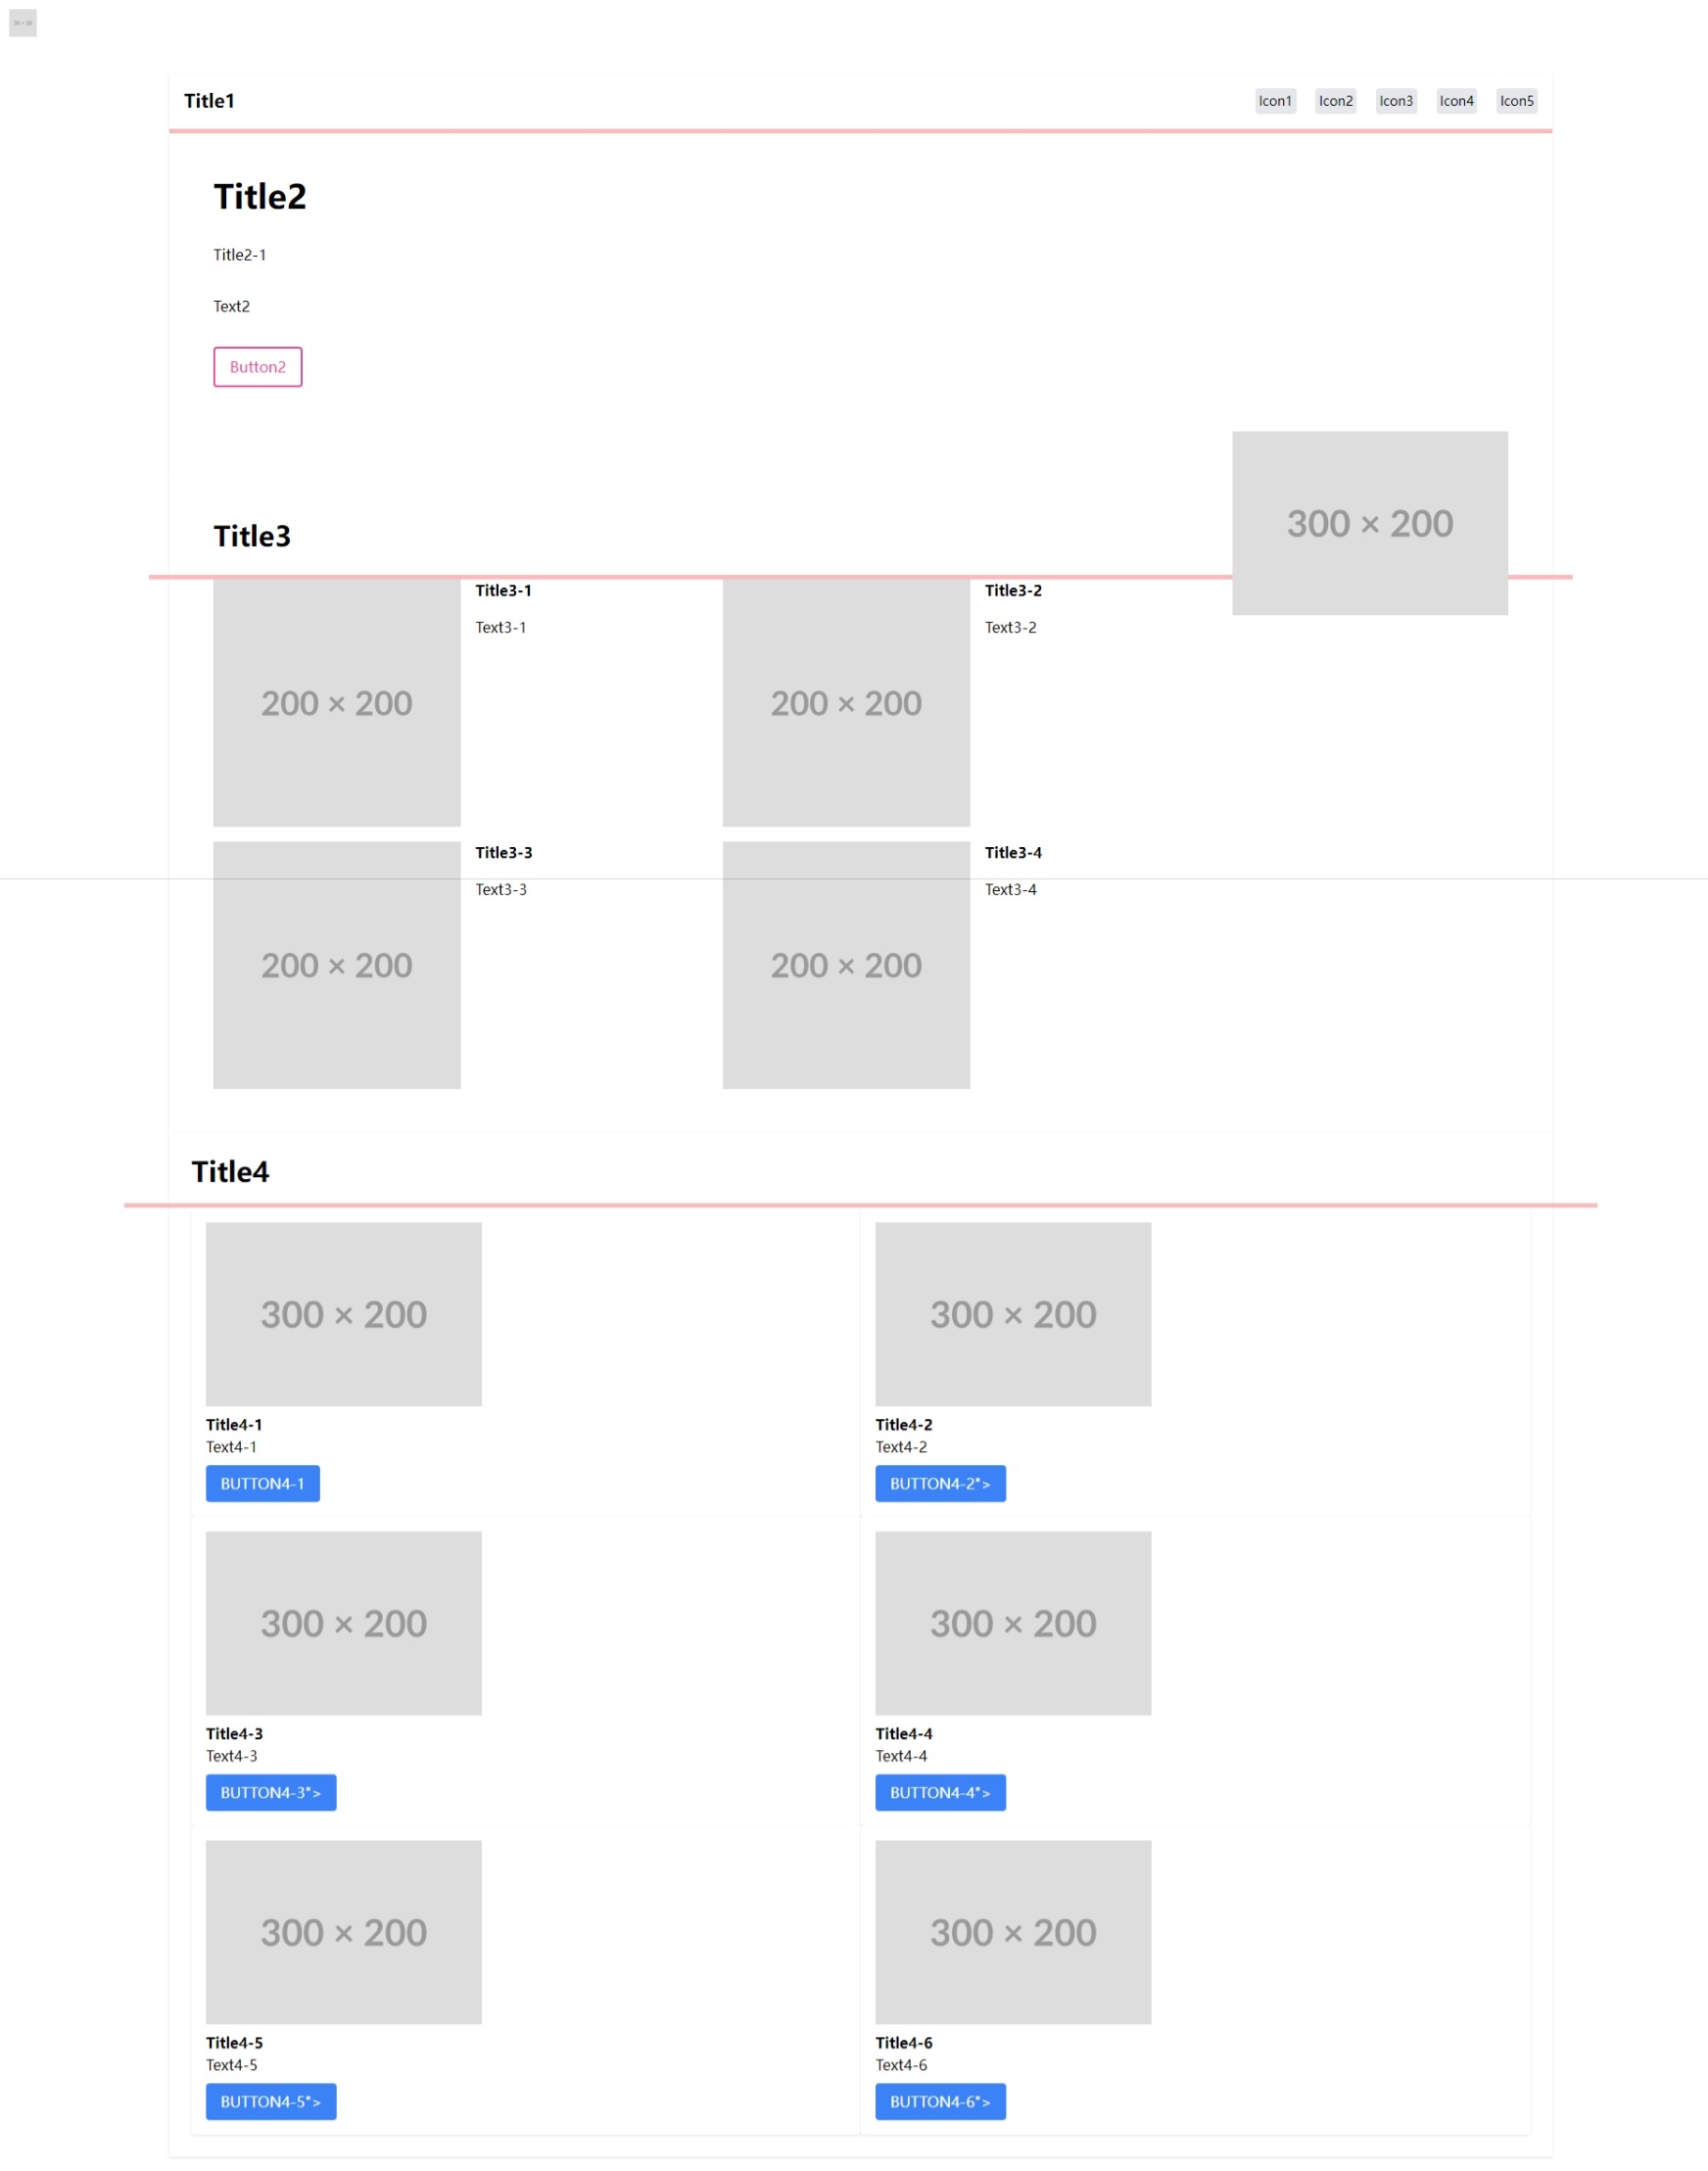 Title1
Icon1 Icon2 Icon3 Icon4 Icon5
Title2
Title2-1
Text2
Button2
300 × 200
Title3
200 × 200
Title3-1
Text3-1
200 × 200
Title3-2
Text3-2
200 × 200
Title3-3
Text3-3
200 × 200
Title3-4
Text3-4
Title4
300 × 200
Title4-1
Text4-1
BUTTON4-1
300 × 200
Title4-2
Text4-2
BUTTON4-2">
300 × 200
Title4-3
Text4-3
BUTTON4-3">
300 × 200
Title4-4
Text4-4
BUTTON4-4">
300 × 200
Title4-5
Text4-5
BUTTON4-5">
300 × 200
Title4-6
Text4-6
BUTTON4-6">